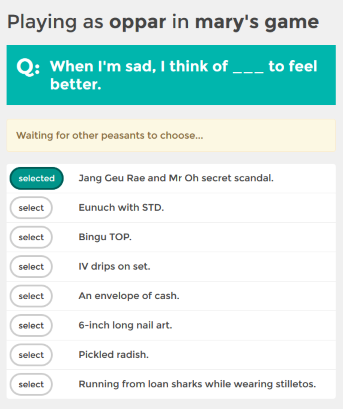 Playing as oppar in mary's game
Q: When I'm sad, I think of ___ to feel
better.
Waiting for other peasants to choose...
selected Jang Geu Rae and Mr Oh secret scandal.
select Eunuch with STD.
select Bingu TOP.
select IV drips on set.
select An envelope of cash.
select 6-inch long nail art.
select Pickled radish.
select Running from loan sharks while wearing stilletos.